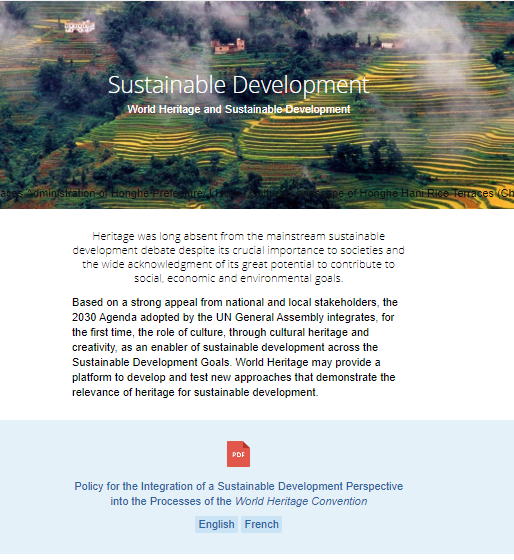 Sustainable Development
World Heritage and Sustainable Development
Administration of Honghe Prefecture of Honghe Hani Rice Terraces (Ch
Heritage was long absent from the mainstream sustainable
development debate despite its crucial importance to societies and
the wide acknowledgment of its great potential to contribute to
social, economic and environmental goals.
Based on a strong appeal from national and local stakeholders, the
2030 Agenda adopted by the UN General Assembly integrates, for
the first time, the role of culture, through cultural heritage and
creativity, as an enabler of sustainable development across the
Sustainable Development Goals. World Heritage may provide a
platform to develop and test new approaches that demonstrate the
relevance of heritage for sustainable development.
PDF
Policy for the Integration of a Sustainable Development Perspective
into the Processes of the World Heritage Convention
English French